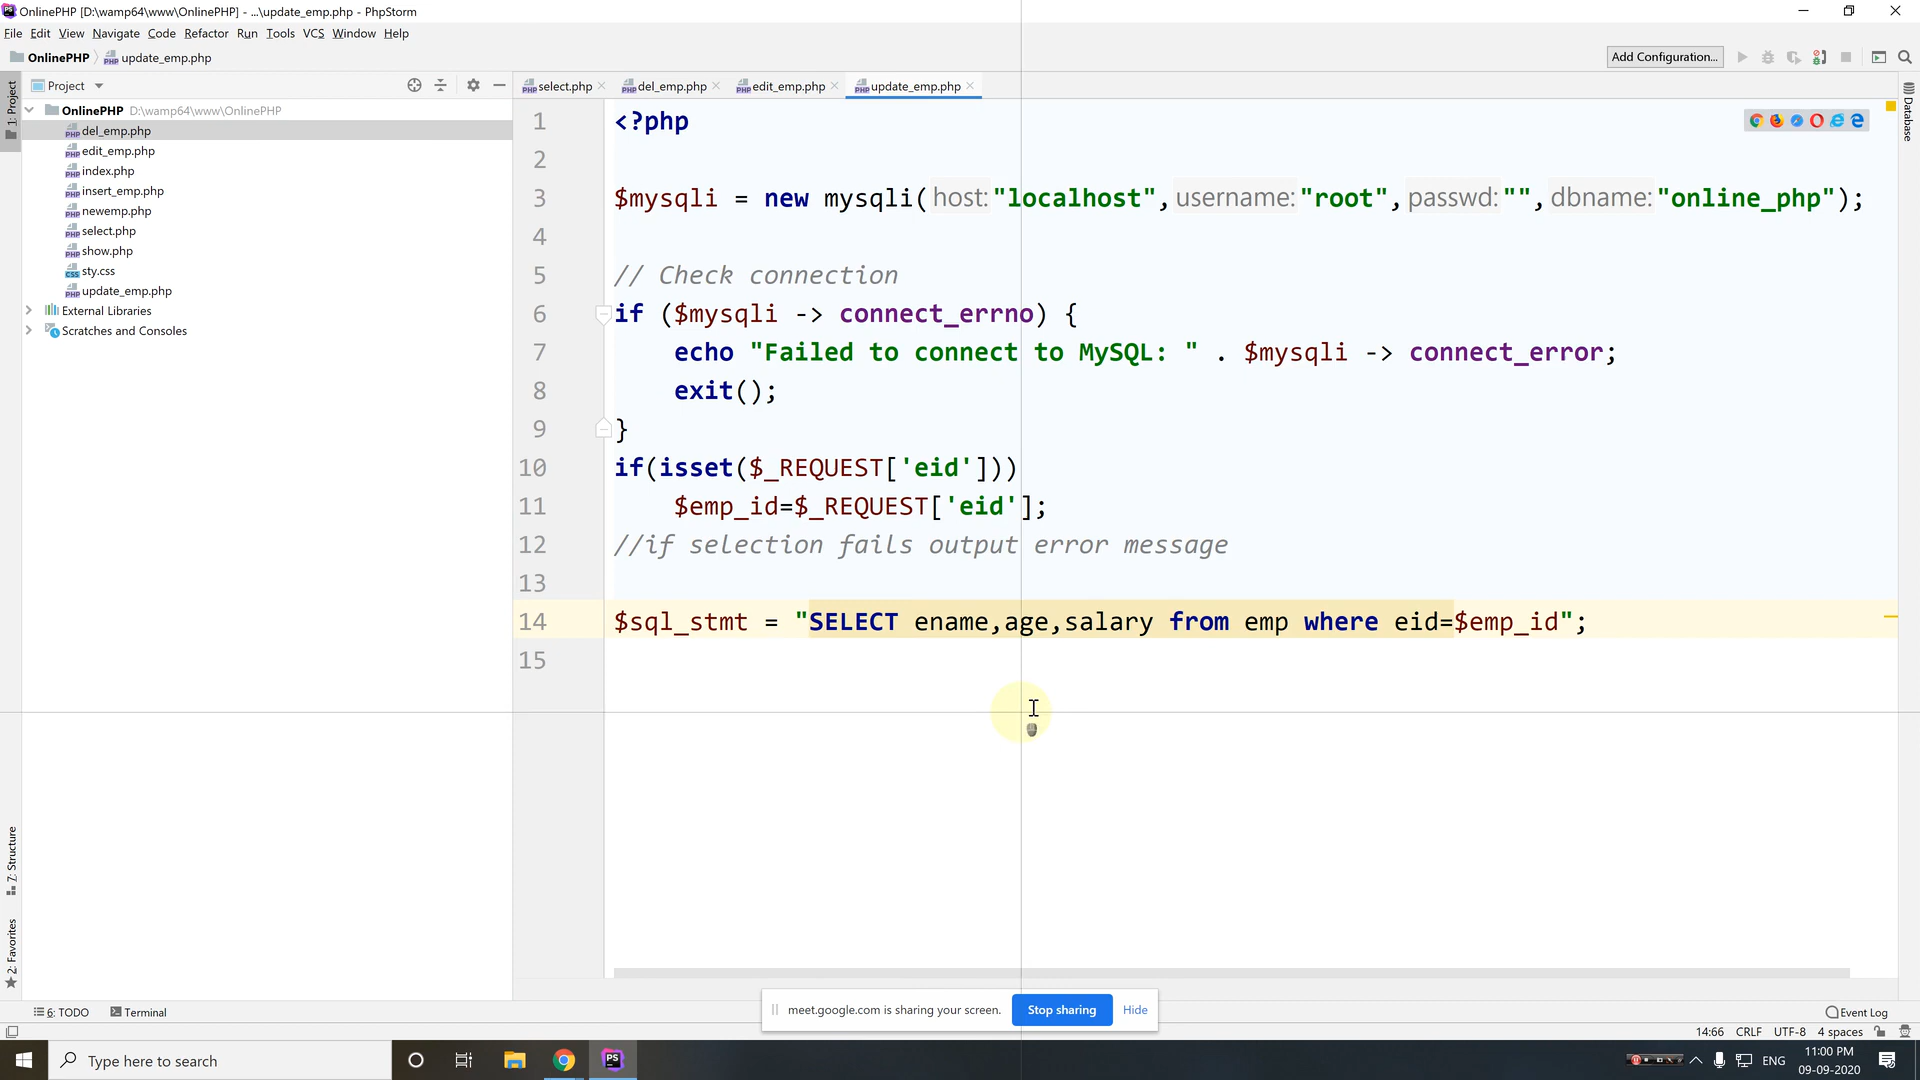 OnlinePHP [D:\wamp64\www\OnlinePHP] - ...\update_emp.php - PhpStorm
File Edit View Navigate Code Refactor Run Tools VCS Window Help
OnlinePHP update_emp.php
Add Configuration...
1: Project
Project
select.php
del_emp.php
edit_emp.php
update_emp.php
Database
OnlinePHP D:\wamp64\www\OnlinePHP
del_emp.php
edit_emp.php
index.php
insert_emp.php
newemp.php
select.php
show.php
sty.css
update_emp.php
External Libraries
Scratches and Consoles
1 <?php
2
3 $mysqli = new mysqli( host: "localhost", username: "root", passwd: "", dbname: "online_php");
4
5 // Check connection
6 if ($mysqli -> connect_errno) {
7 echo "Failed to connect to MySQL: " . $mysqli -> connect_error;
8 exit();
9 }
10 if(isset($_REQUEST['eid']))
11 $emp_id=$_REQUEST['eid'];
12 //if selection fails output error message
13
14 $sql_stmt = "SELECT ename,age,salary from emp where eid=$emp_id";
15
7: Structure
2: Favorites
6: TODO Terminal
meet.google.com is sharing your screen. Stop sharing Hide
Event Log
14:66 CRLF UTF-8 4 spaces
Type here to search
PS
ENG
11:00 PM
09-09-2020